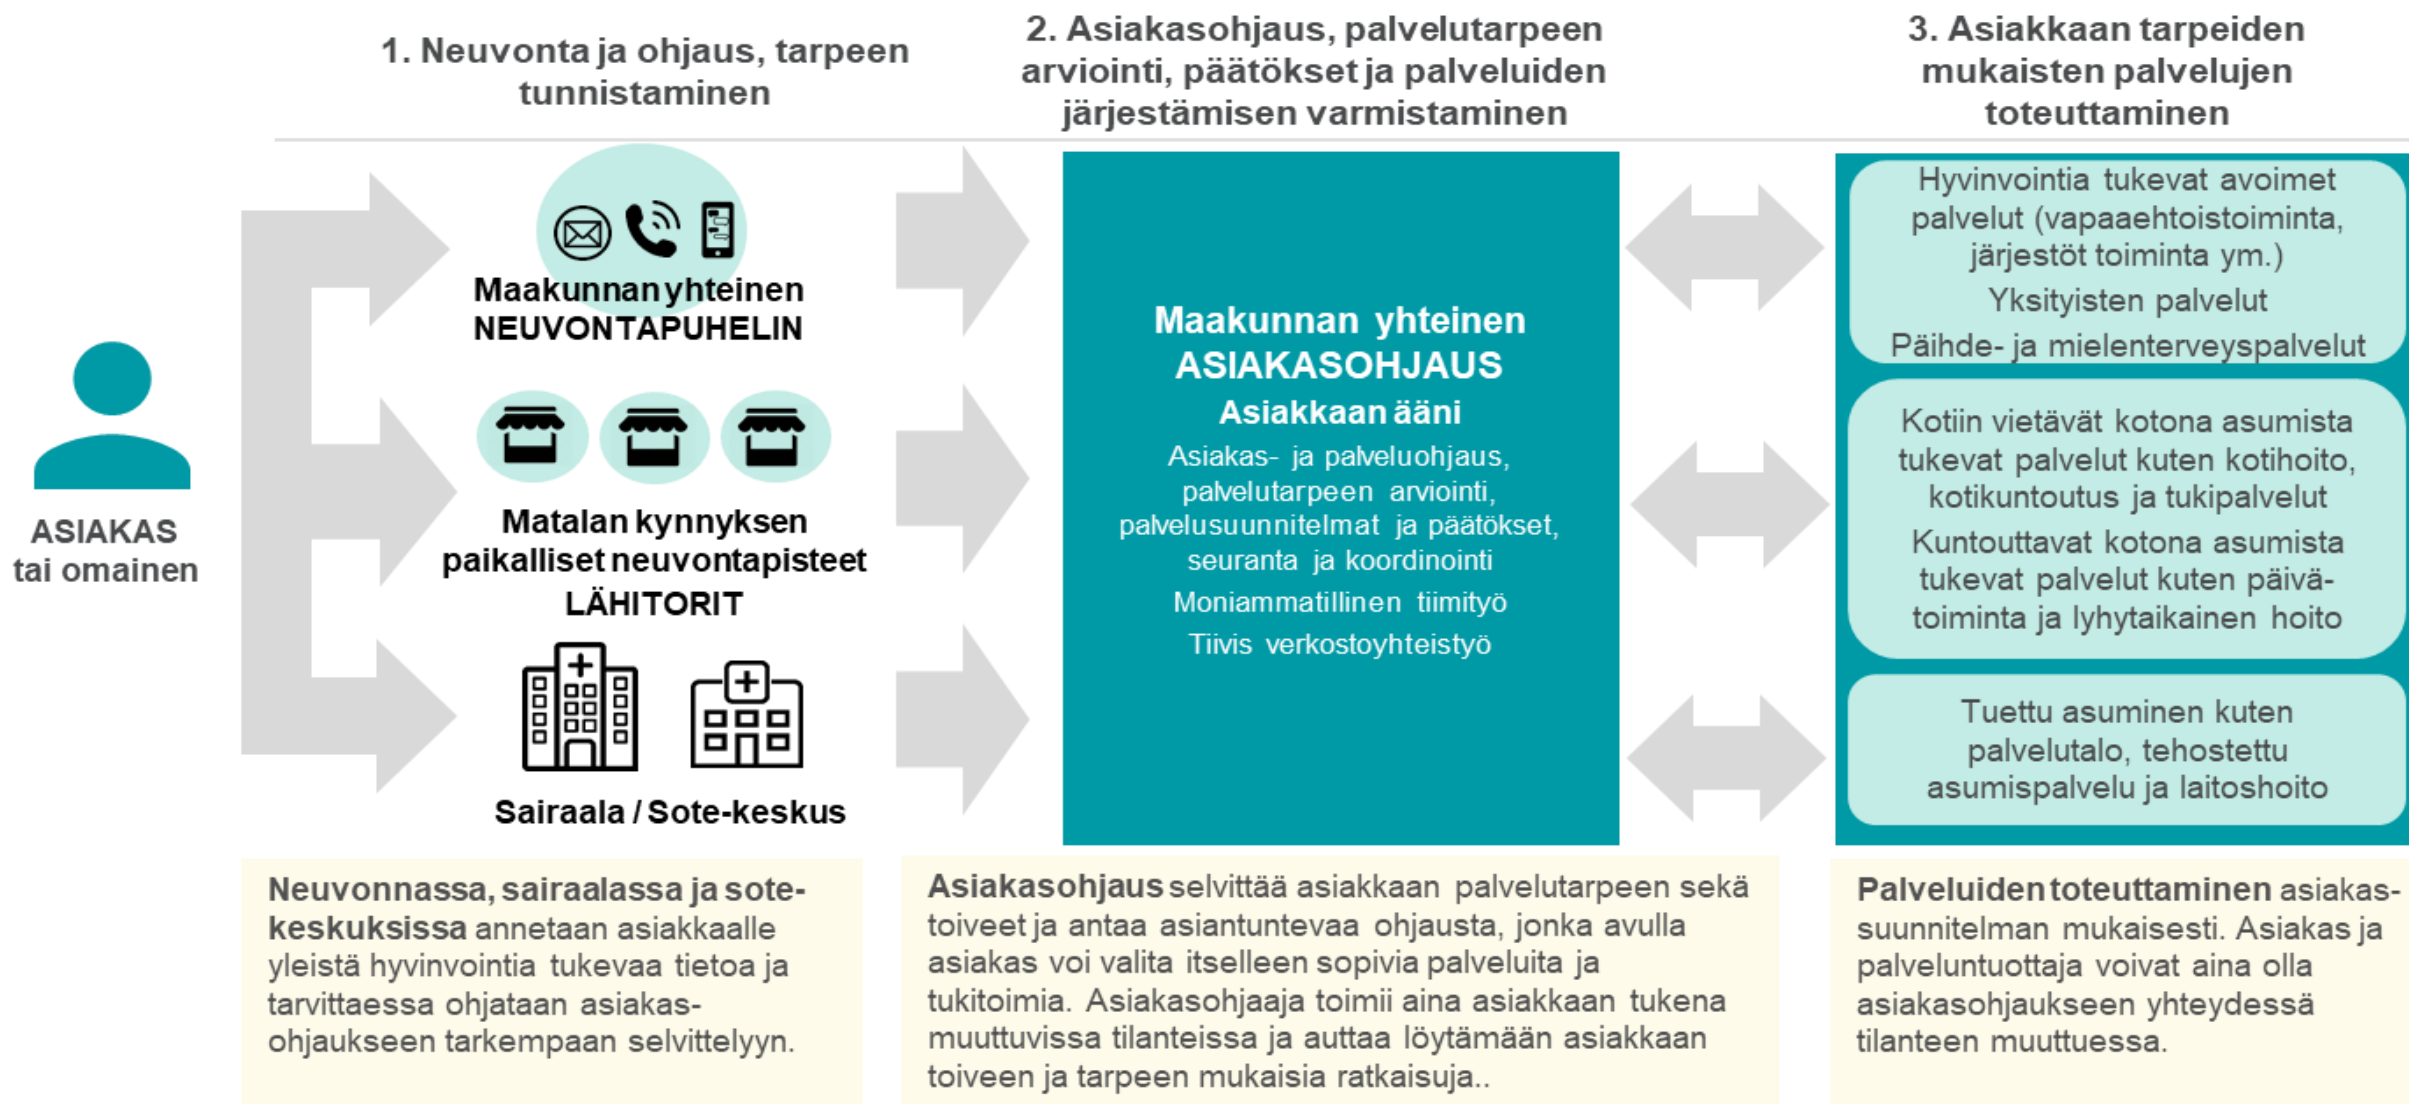 1. Neuvonta ja ohjaus, tarpeen
tunnistaminen
2. Asiakasohjaus, palvelutarpeen
arviointi, päätökset ja palveluiden
järjestämisen varmistaminen
3. Asiakkaan tarpeiden
mukaisten palvelujen
toteuttaminen
ASIAKAS
tai omainen
Maakunnan yhteinen
NEUVONTAPUHELIN
Matalan kynnyksen
paikalliset neuvontapisteet
LÄHITORIT
Sairaala / Sote-keskus
Maakunnan yhteinen
ASIAKASOHJAUS
Asiakkaan ääni
Asiakas- ja palveluohjaus,
palvelutarpeen arviointi,
palvelusuunnitelmat ja päätökset,
seuranta ja koordinointi
Moniammatillinen tiimityö
Tiivis verkostoyhteistyö
Hyvinvointia tukevat avoimet
palvelut (vapaaehtoistoiminta,
järjestöt toiminta ym.)
Yksityisten palvelut
Päihde- ja mielenterveyspalvelut
Kotiin vietävät kotona asumista
tukevat palvelut kuten kotihoito,
kotikuntoutus ja tukipalvelut
Kuntouttavat kotona asumista
tukevat palvelut kuten päivä-
toiminta ja lyhytaikainen hoito
Tuettu asuminen kuten
palvelutalo, tehostettu
asumispalvelu ja laitoshoito
Neuvonnassa, sairaalassa ja sote-
keskuksissa annetaan asiakkaalle
yleistä hyvinvointia tukevaa tietoa ja
tarvittaessa ohjataan asiakas-
ohjaukseen tarkempaan selvittelyyn.
Asiakasohjaus selvittää asiakkaan palvelutarpeen sekä
toiveet ja antaa asiantuntevaa ohjausta, jonka avulla
asiakas voi valita itselleen sopivia palveluita ja
tukitoimia. Asiakasohjaaja toimii aina asiakkaan tukena
muuttuvissa tilanteissa ja auttaa löytämään asiakkaan
toiveen ja tarpeen mukaisia ratkaisuja..
Palveluiden toteuttaminen asiakas-
suunnitelman mukaisesti. Asiakas ja
palveluntuottaja voivat aina olla
asiakasohjaukseen yhteydessä
tilanteen muuttuessa.